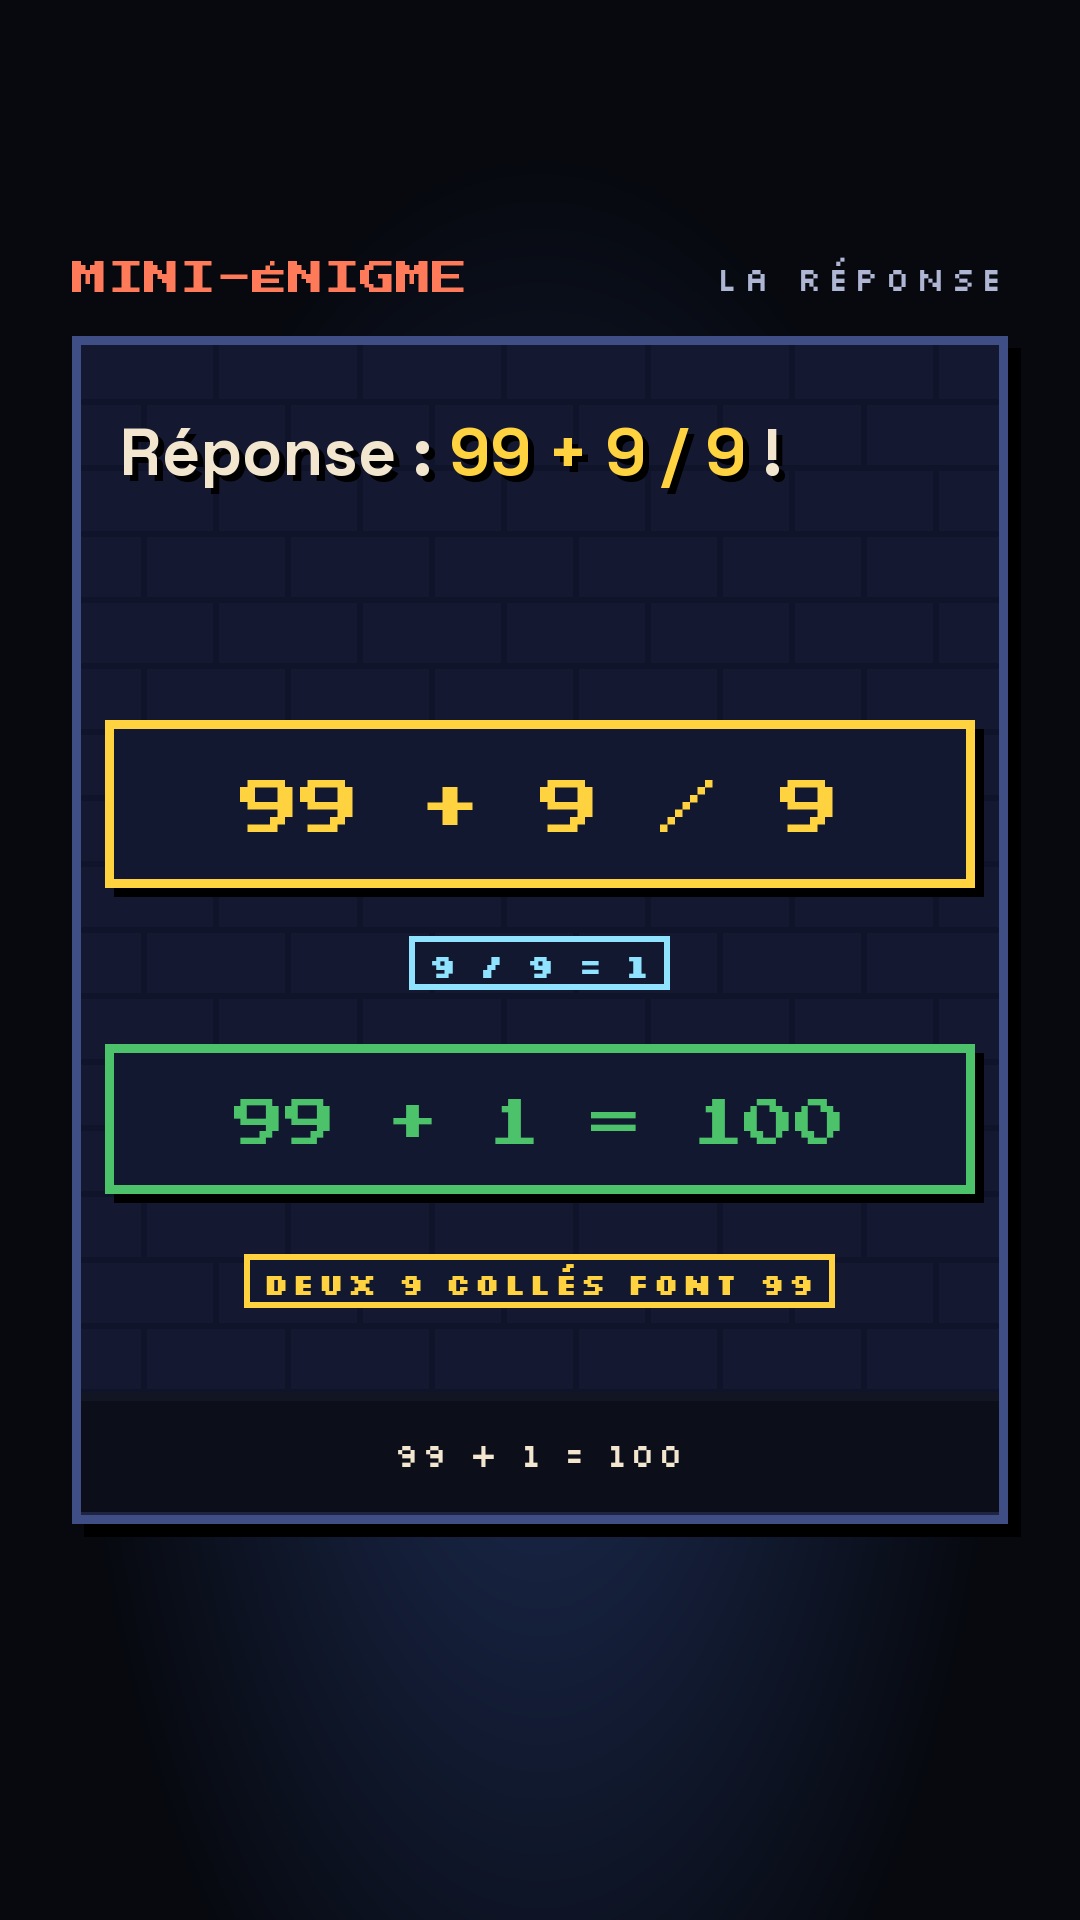 MINI-ÉNIGME
LA RÉPONSE
Réponse : 99 + 9 / 9 !
99 + 9 / 9
9 / 9 = 1
99 + 1 = 100
DEUX 9 COLLÉS FONT 99
99 + 1 = 100